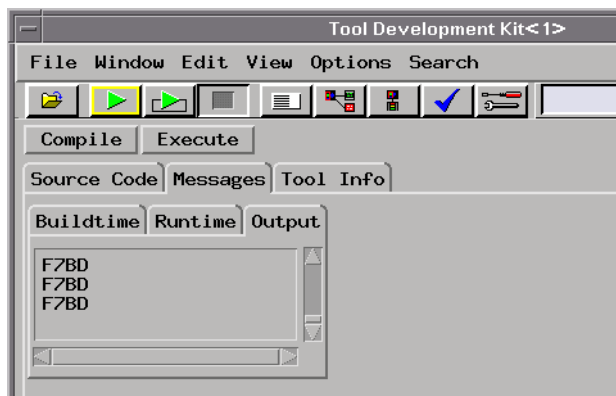 Tool Development Kit<1>
File Window Edit View Options Search
Compile Execute
Source Code Messages Tool Info
Buildtime Runtime Output
F7BD
F7BD
F7BD